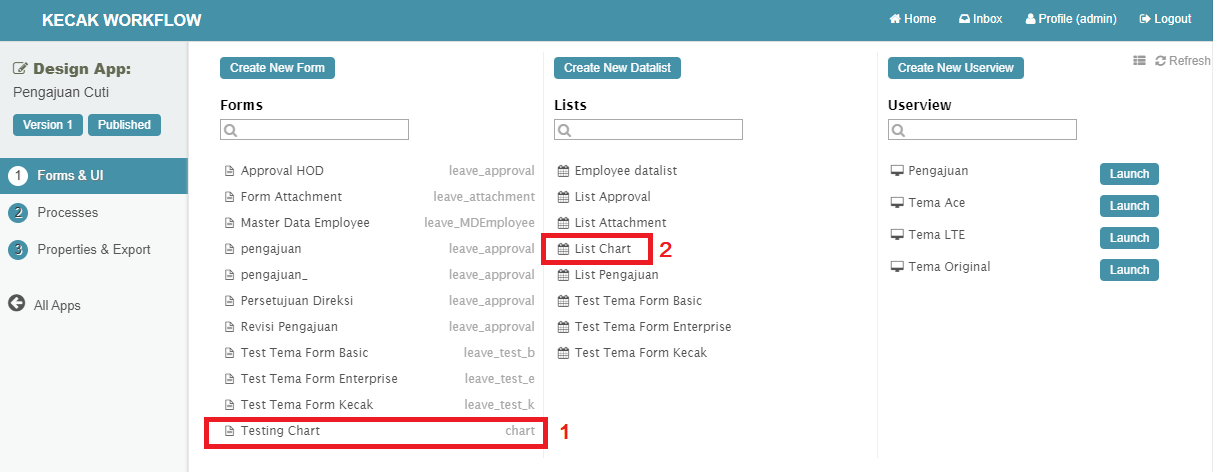 KECAK WORKFLOW
Home Inbox Profile (admin) Logout
Design App:
Pengajuan Cuti
Version 1 Published
1 Forms & UI
2 Processes
3 Properties & Export
All Apps
Create New Form
Forms
Approval HOD leave_approval
Form Attachment leave_attachment
Master Data Employee leave_MDEmployee
pengajuan leave_approval
pengajuan_ leave_approval
Persetujuan Direksi leave_approval
Revisi Pengajuan leave_approval
Test Tema Form Basic leave_test_b
Test Tema Form Enterprise leave_test_e
Test Tema Form Kecak leave_test_k
Testing Chart chart 1
Create New Datalist
Lists
Employee datalist
List Approval
List Attachment
List Chart 2
List Pengajuan
Test Tema Form Basic
Test Tema Form Enterprise
Test Tema Form Kecak
Create New Userview
Refresh
Userview
Pengajuan Launch
Tema Ace Launch
Tema LTE Launch
Tema Original Launch